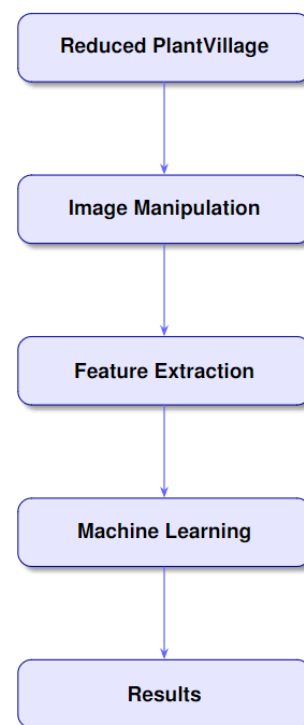 Reduced PlantVillage
Image Manipulation
Feature Extraction
Machine Learning
Results